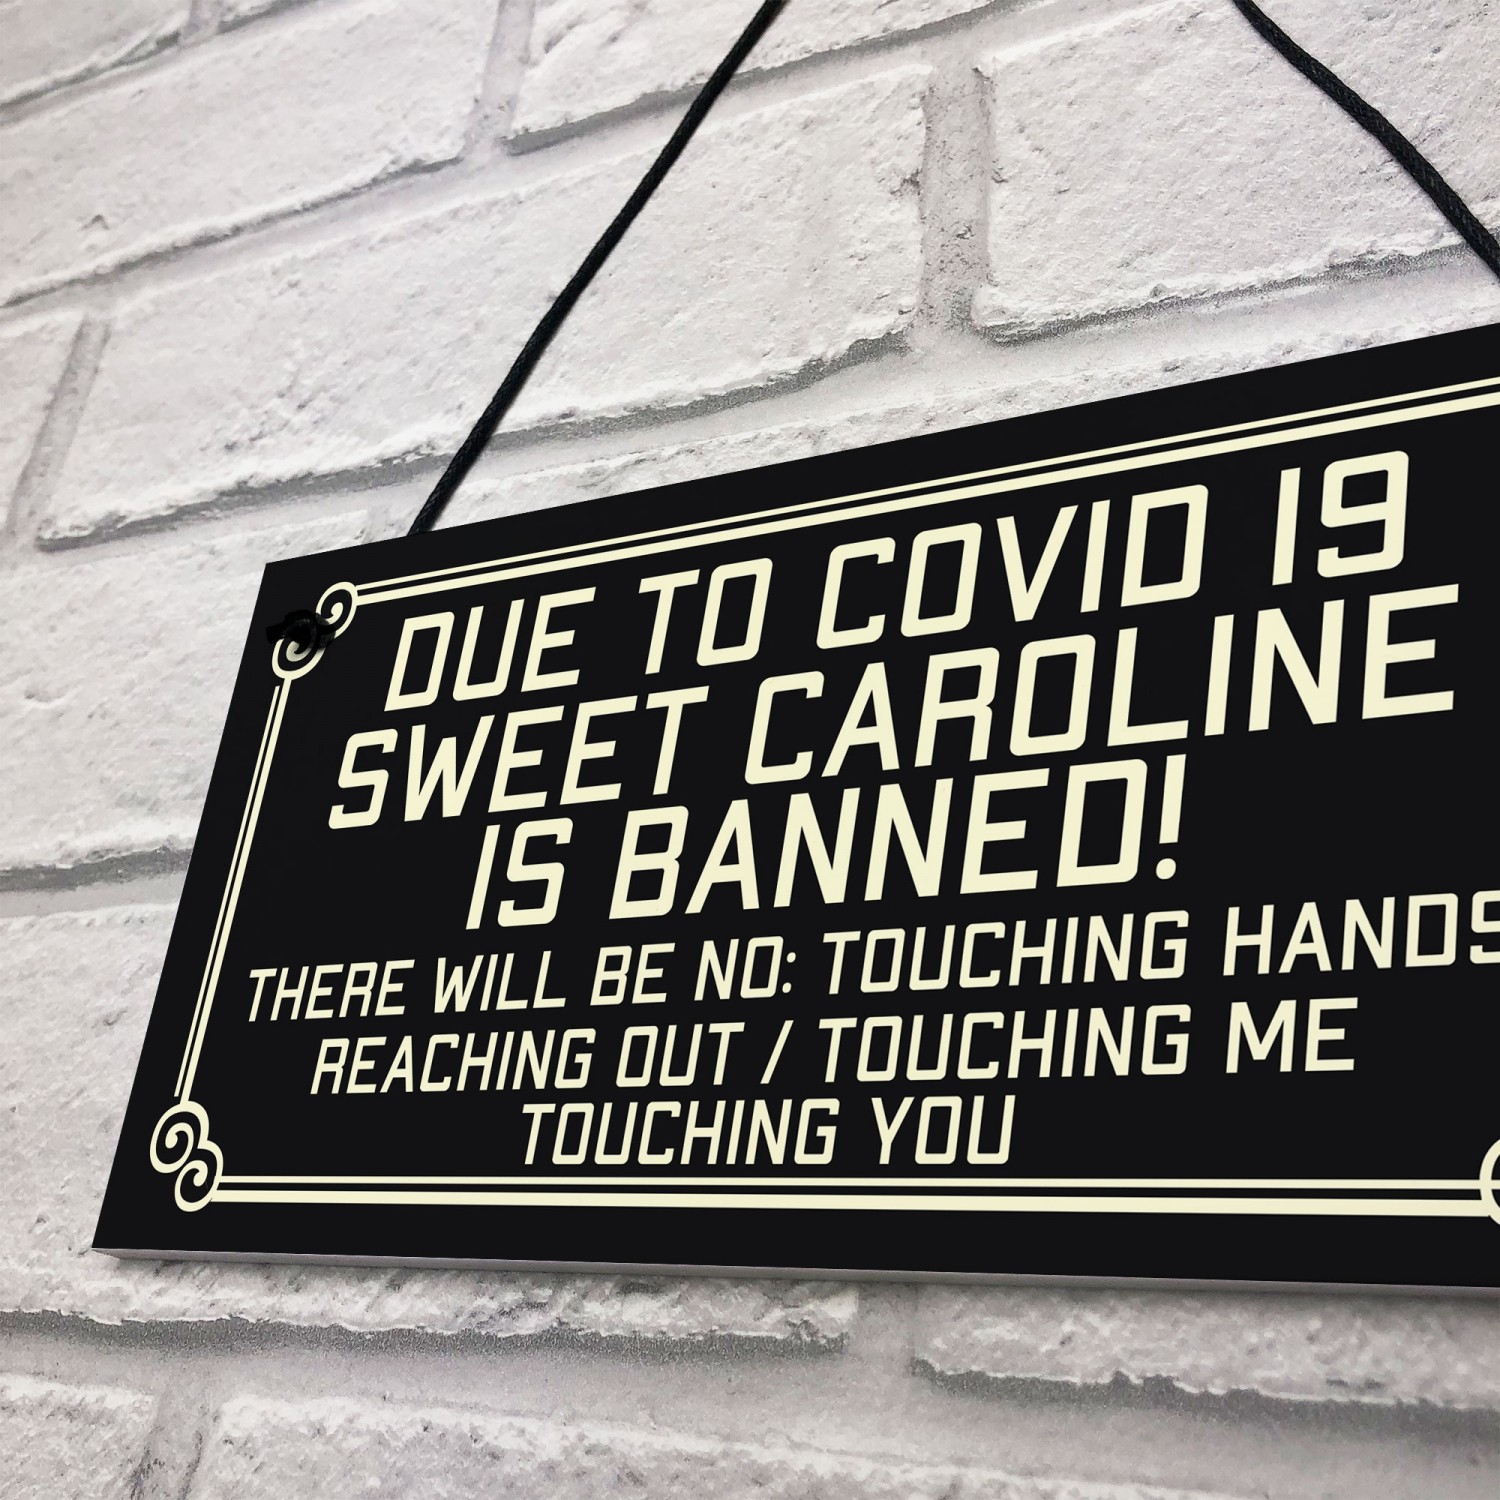 DUE TO COVID 19
SWEET CAROLINE
IS BANNED!
THERE WILL BE NO: TOUCHING HANDS
REACHING OUT / TOUCHING ME
TOUCHING YOU